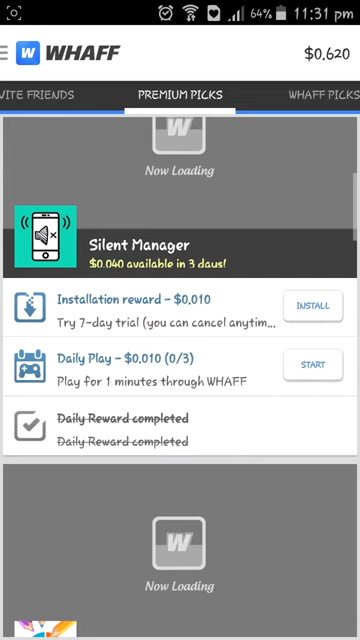 64% 11:31 pm
W WHAFF $0,620
VITE FRIENDS PREMIUM PICKS WHAFF PICKS
W
Now Loading
Silent Manager
$0.040 available in 3 days!
Installation reward – $0,010
INSTALL
Try 7-day trial (you can cancel anytim...
Daily Play – $0,010 (0/3)
START
Play for 1 minutes through WHAFF
Daily Reward completed
Daily Reward completed
W
Now Loading